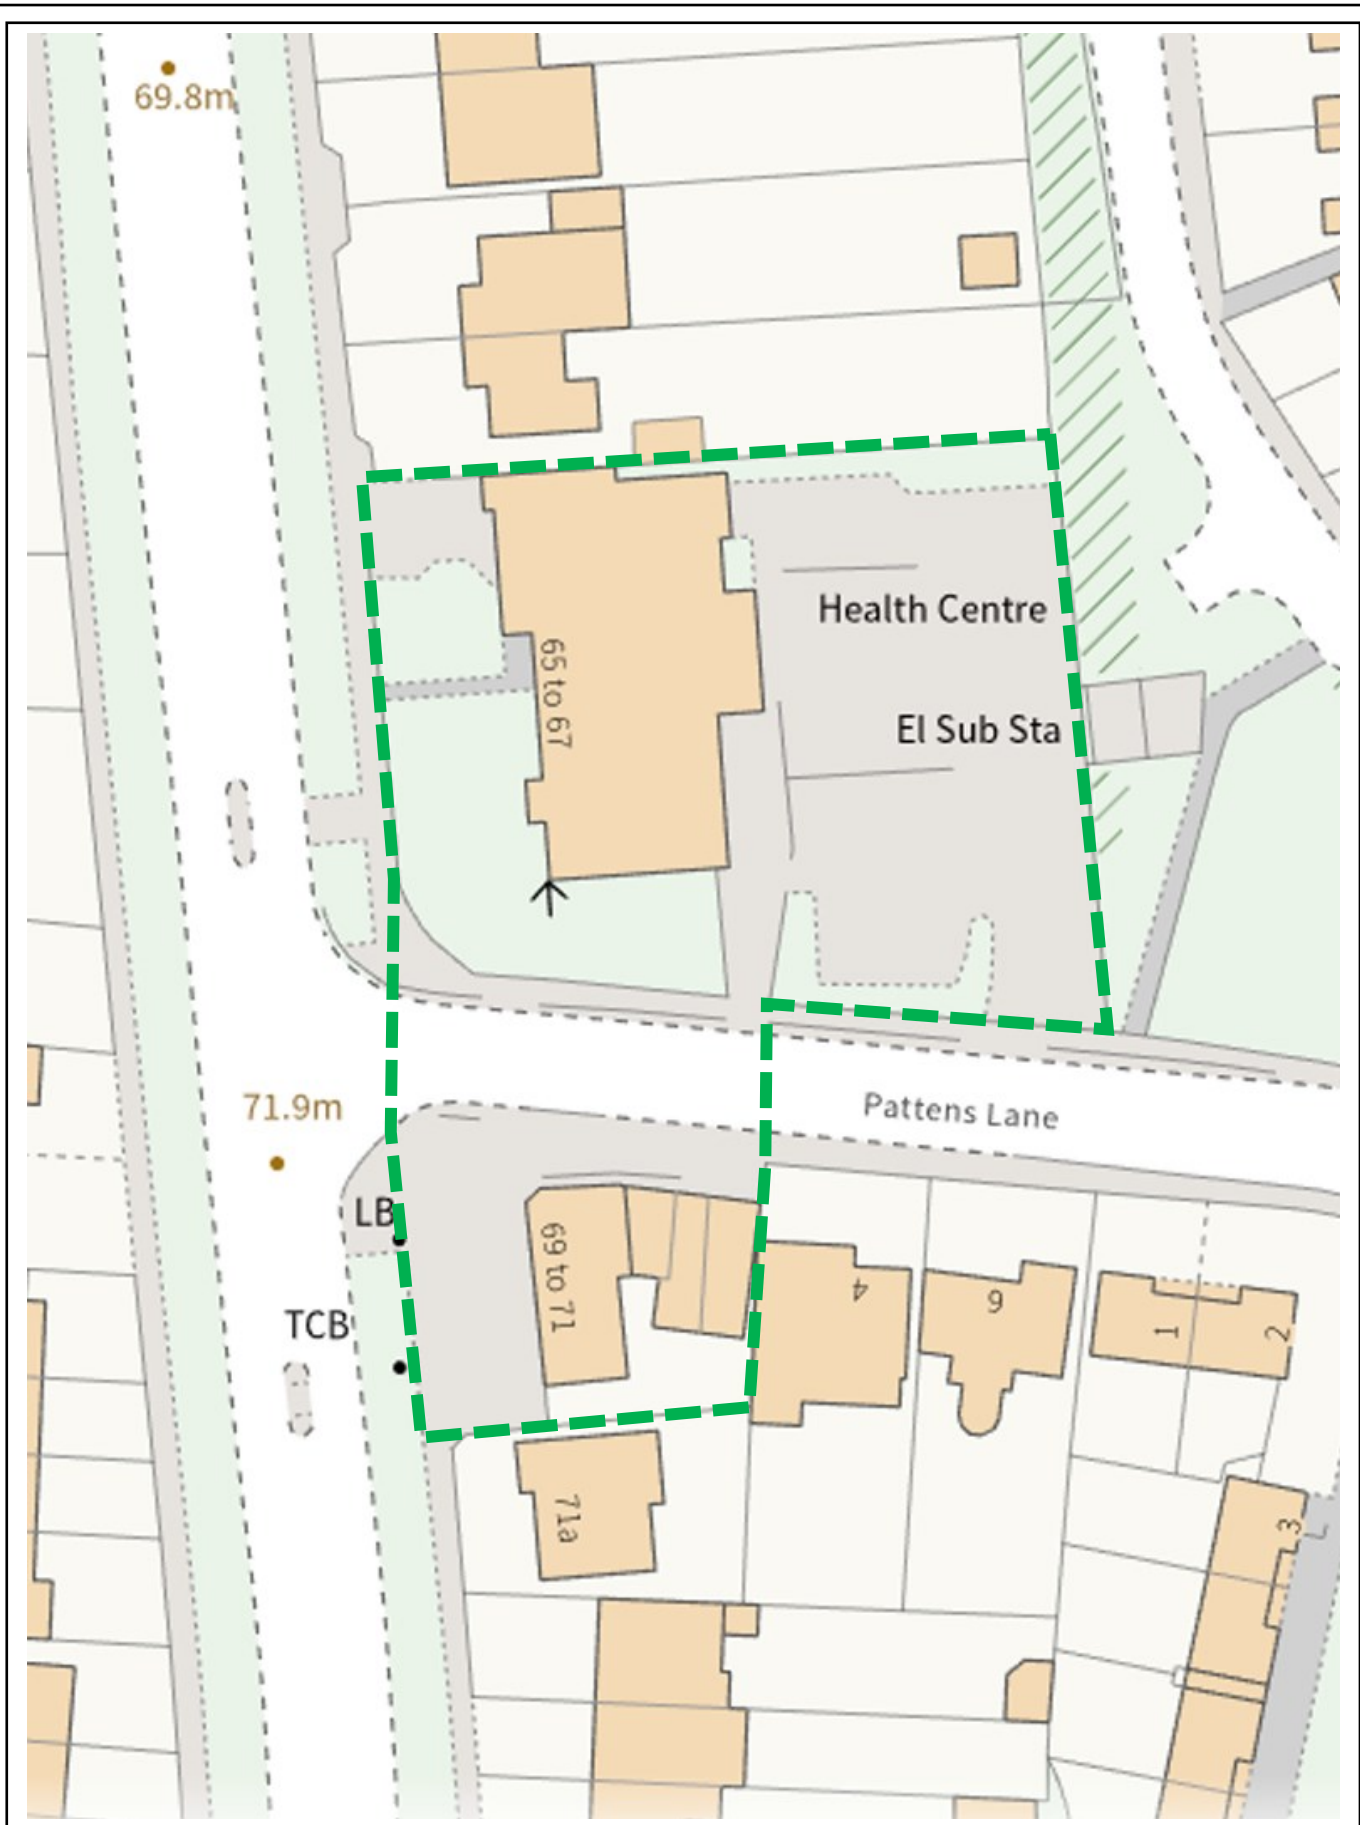 69.8m
Health Centre
65 to 67
El Sub Sta
71.9m
Pattens Lane
LB
69 to 71
TCB
4
6
1
2
71a
3